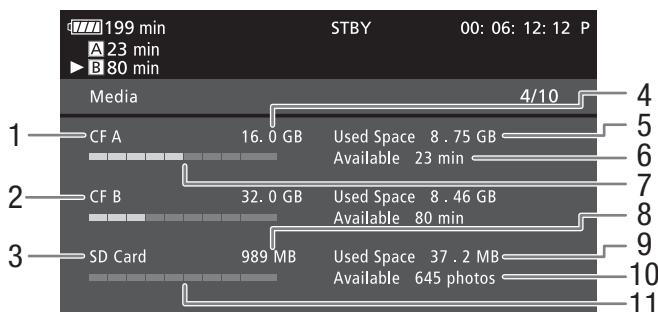 199 min STBY 00: 06: 12: 12 P
A 23 min
B 80 min
Media 4/10
4
5
1 CF A 16. 0 GB Used Space 8 . 75 GB
Available 23 min 6
7
2 CF B 32. 0 GB Used Space 8 . 46 GB
Available 80 min
8
3 SD Card 989 MB Used Space 37 . 2 MB 9
Available 645 photos 10
11